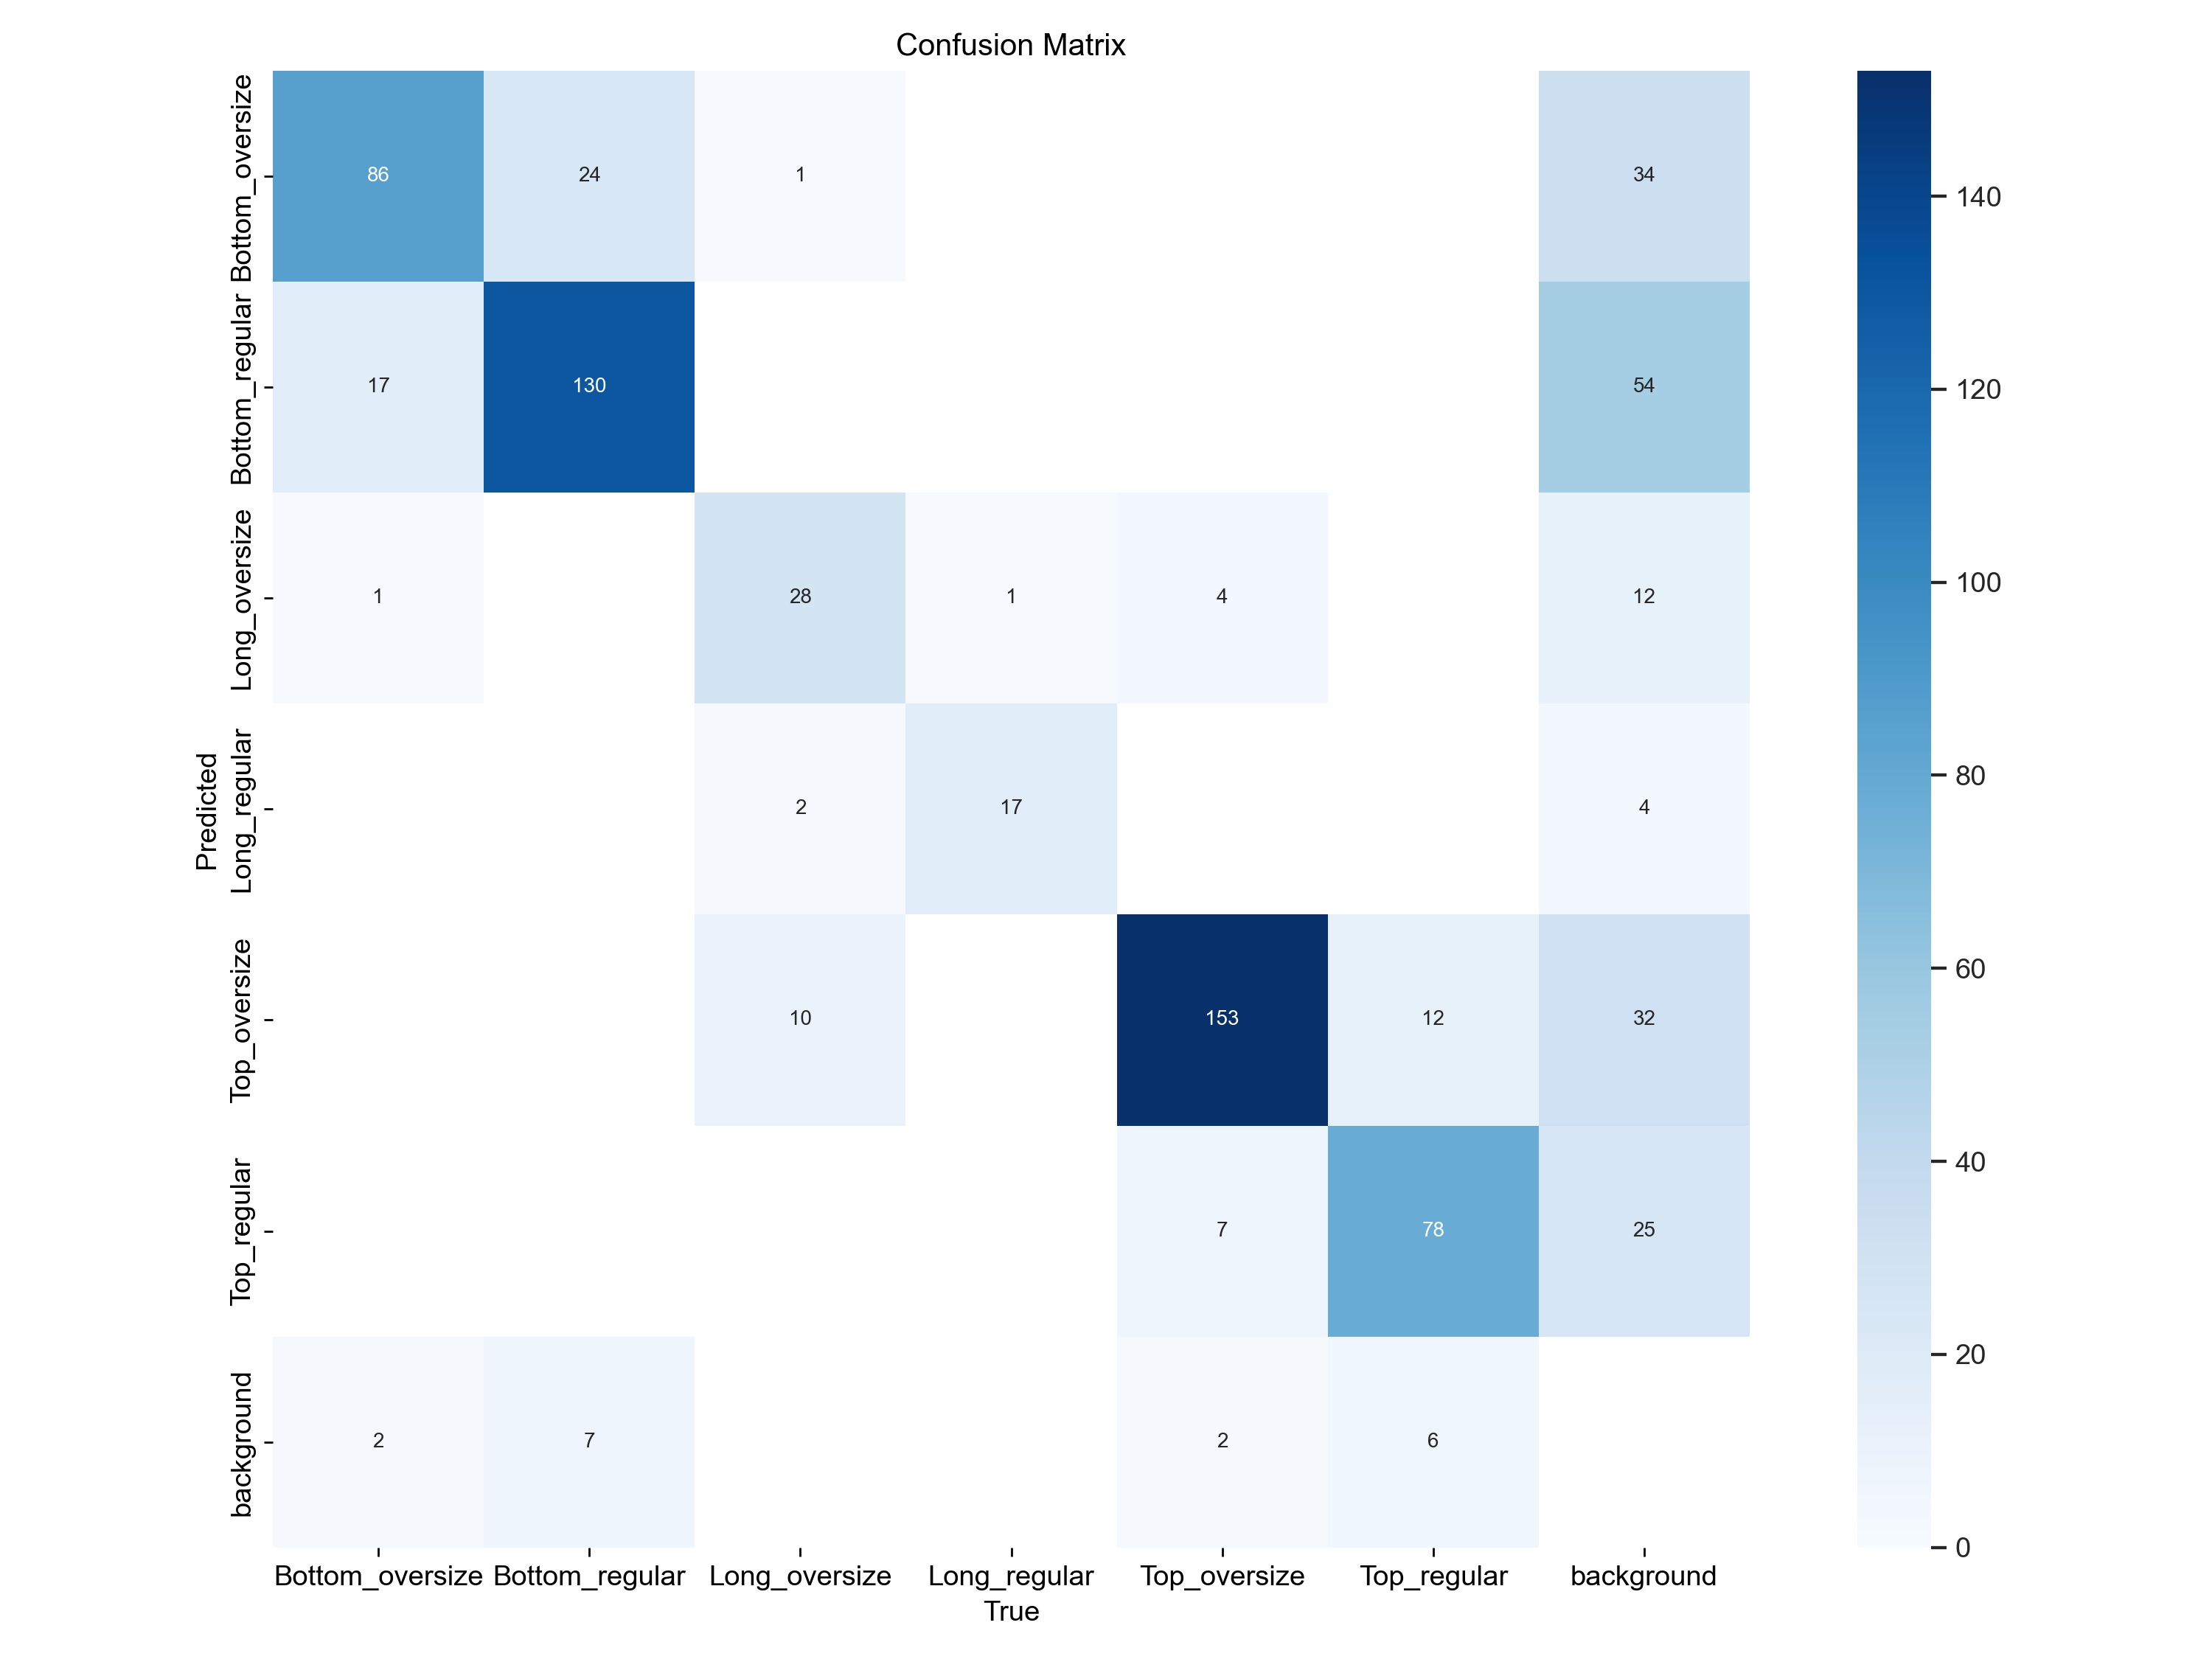 Confusion Matrix
Predicted
Bottom_oversize
86 24 1 34
Bottom_regular
17 130 54
Long_oversize
1 28 1 4 12
Long_regular
2 17 4
Top_oversize
10 153 12 32
Top_regular
7 78 25
background
2 7 2 6
Bottom_oversize Bottom_regular Long_oversize Long_regular Top_oversize Top_regular background
True
140
120
100
80
60
40
20
0